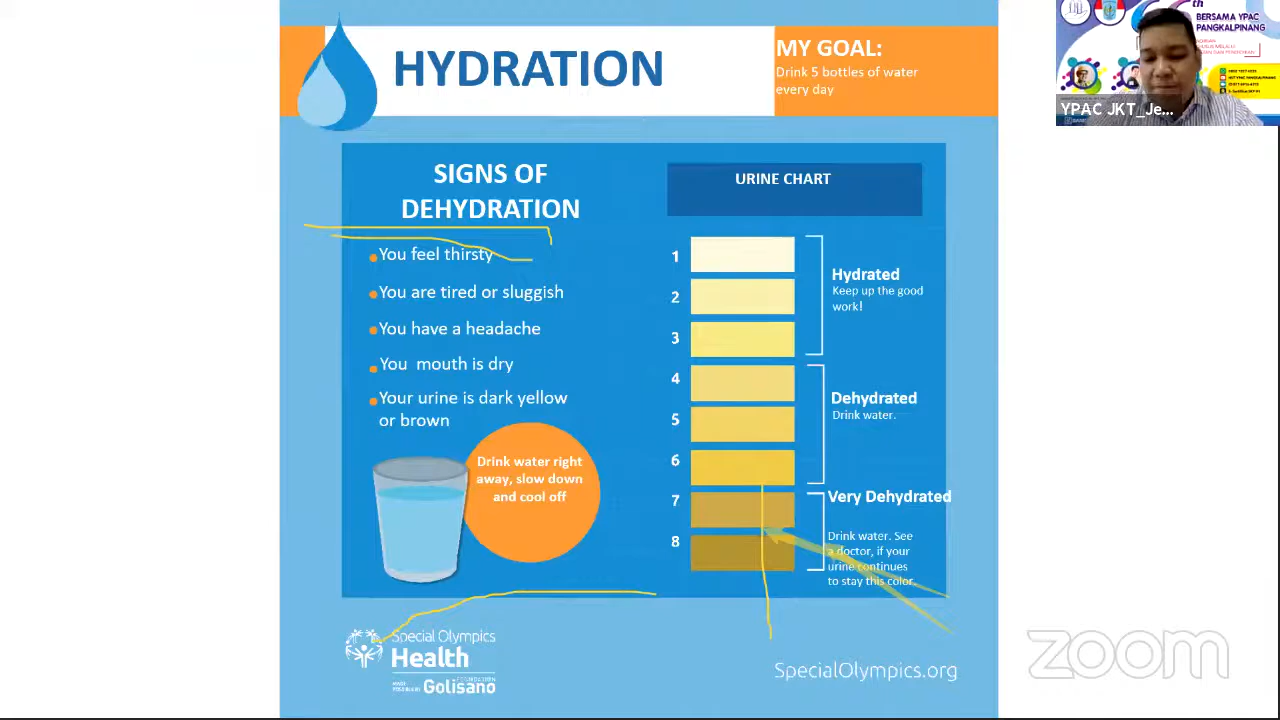 HYDRATION
MY GOAL:
Drink 5 bottles of water
every day
SIGNS OF
DEHYDRATION
You feel thirsty
You are tired or sluggish
You have a headache
You mouth is dry
Your urine is dark yellow
or brown
Drink water right
away, slow down
and cool off
URINE CHART
1
2
3
4
5
6
7
8
Hydrated
Keep up the good
work!
Dehydrated
Drink water.
Very Dehydrated
Drink water. See
a doctor, if your
urine continues
to stay this color.
Special Olympics
Health
FOUNDATION
Golisano
SpecialOlympics.org
zoom
th
BERSAMA YPAC
PANGKALPINANG
YPAC JKT_Je...